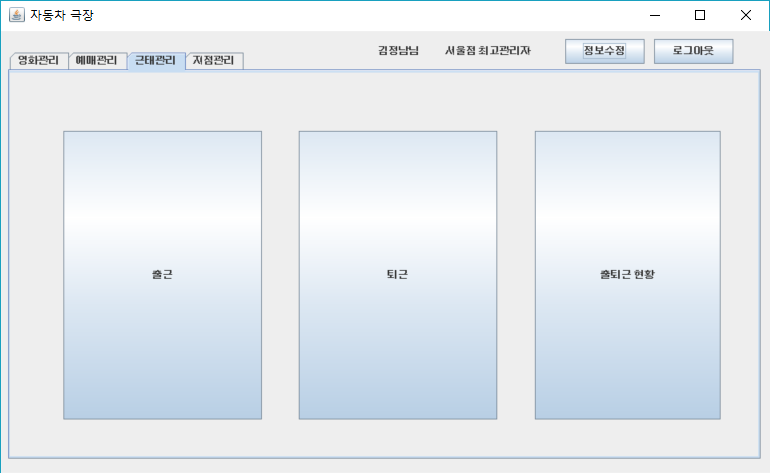 자동차 극장
김정남님 서울점 최고관리자 정보수정 로그아웃
영화관리 예매관리 근태관리 지점관리
출근 퇴근 출퇴근 현황